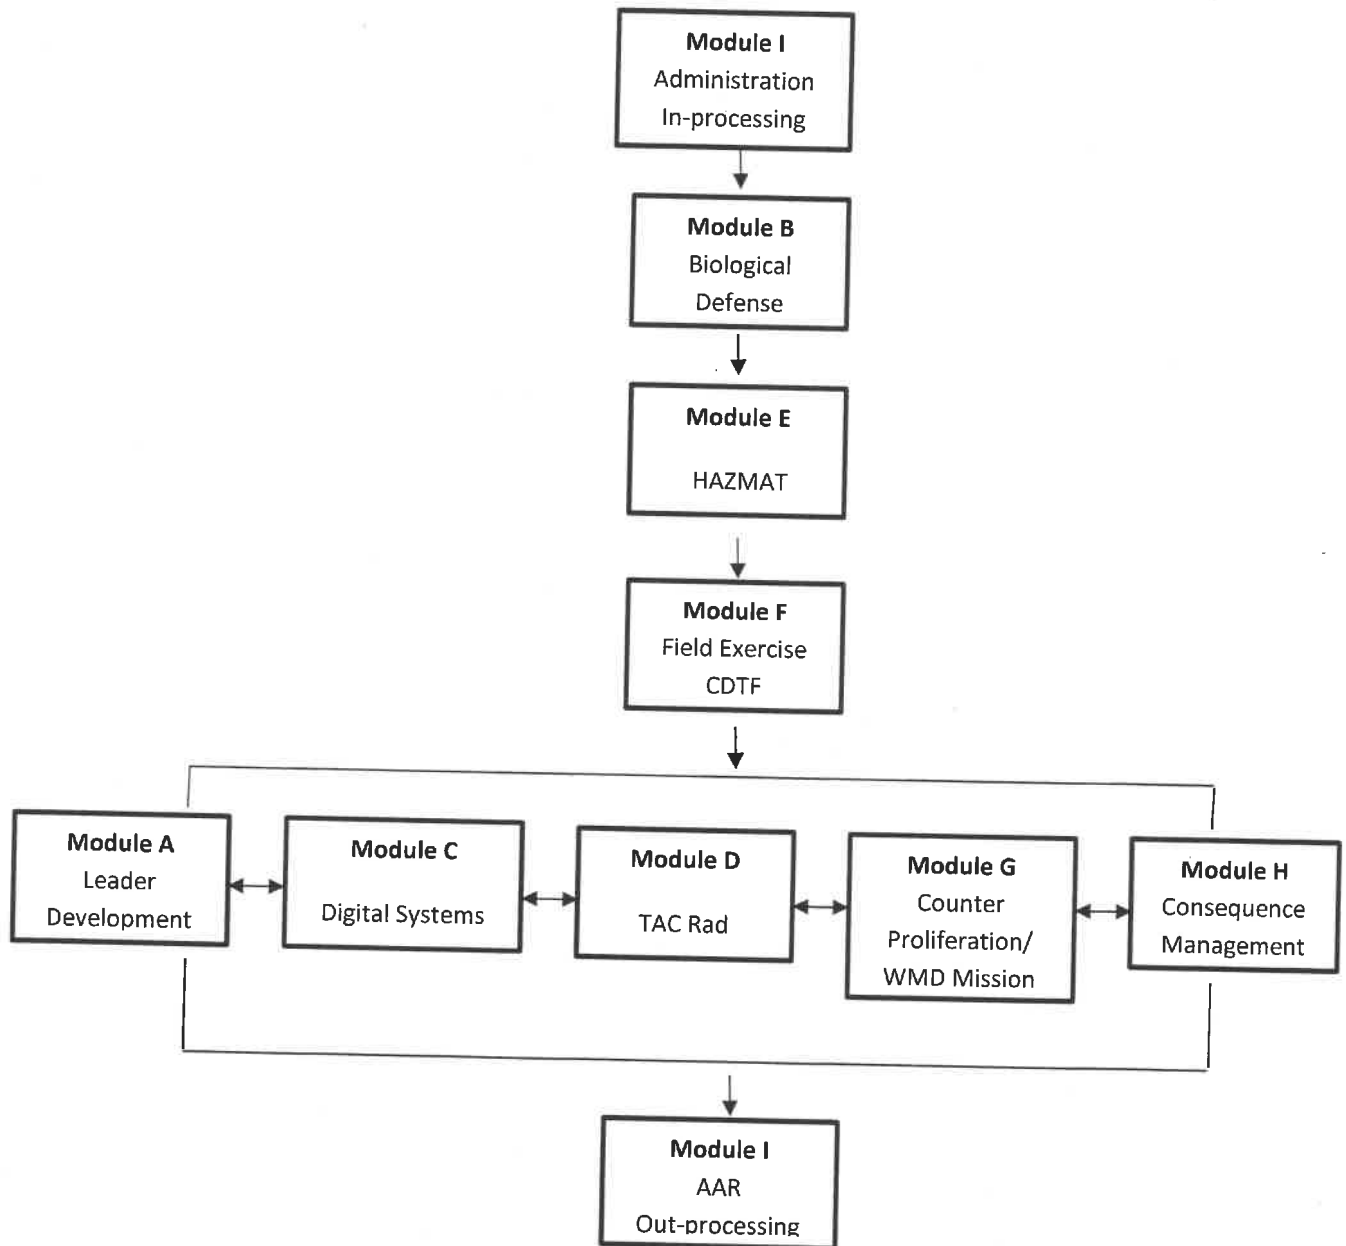 Module I
Administration
In-processing
Module B
Biological
Defense
Module E
HAZMAT
Module F
Field Exercise
CDTF
Module A
Leader
Development
Module C
Digital Systems
Module D
TAC Rad
Module G
Counter
Proliferation/
WMD Mission
Module H
Consequence
Management
Module I
AAR
Out-processing